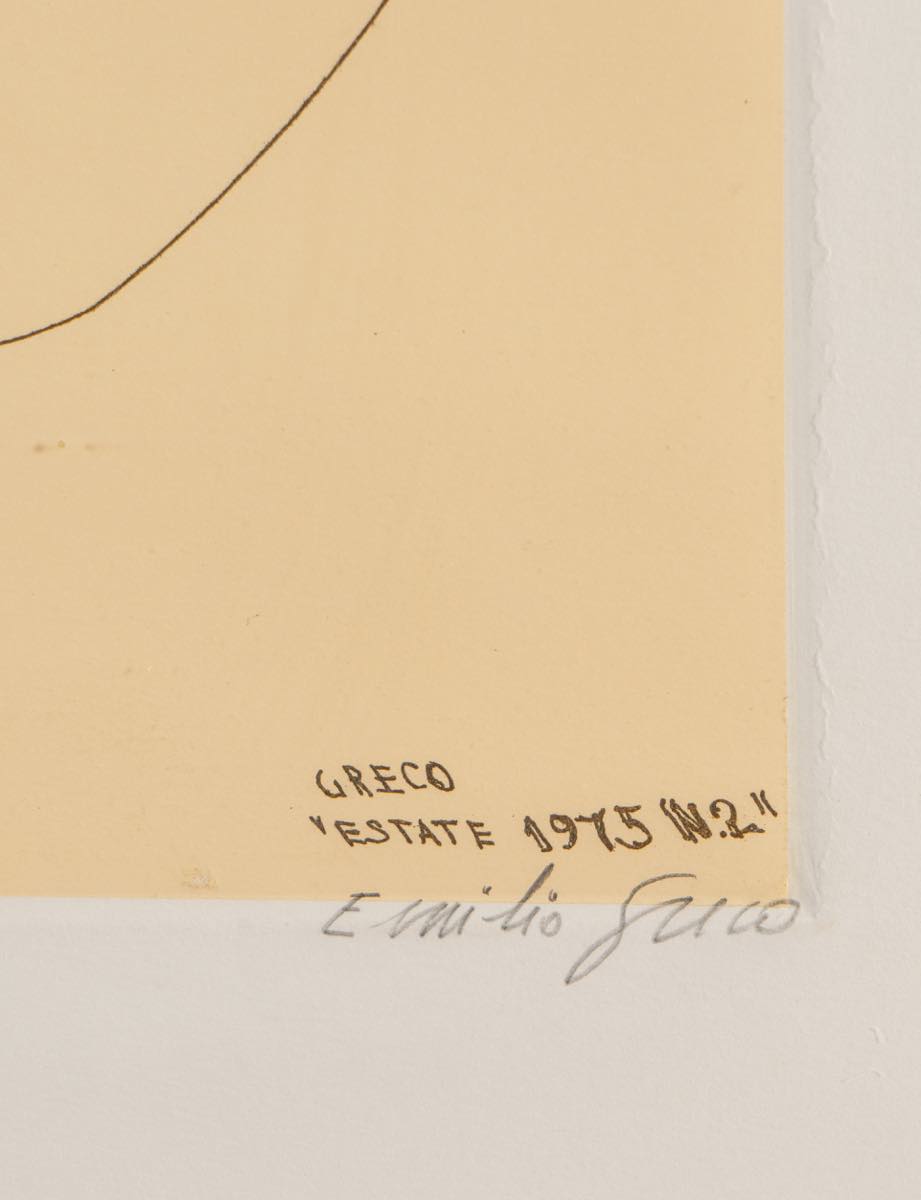 GRECO
"ESTATE 1975 "N.2"
Emilio Greco